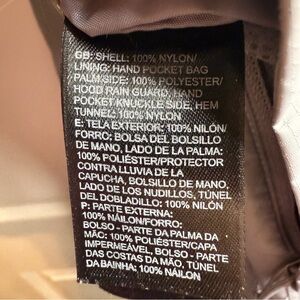 GB: SHELL: 100% NYLON/
LINING: HAND POCKET BAG
PALM SIDE: 100% POLYESTER/
HOOD RAIN GUARD, HAND
POCKET KNUCKLE SIDE, HEM
TUNNEL: 100% NYLON
E: TELA EXTERIOR: 100% NILÓN/
FORRO: BOLSA DEL BOLSILLO
DE MANO, LADO DE LA PALMA:
100% POLIÉSTER/PROTECTOR
CONTRA LLUVIA DE LA
CAPUCHA, BOLSILLO DE MANO,
LADO DE LOS NUDILLOS, TÚNEL
DEL DOBLADILLO: 100% NILÓN
P: PARTE EXTERNA:
100% NÁILON/FORRO:
BOLSO - PARTE DA PALMA DA
MÃO: 100% POLIÉSTER/CAPA
IMPERMEÁVEL, BOLSO - PARTE
DAS COSTAS DA MÃO, TÚNEL
DA BAINHA: 100% NÁILON